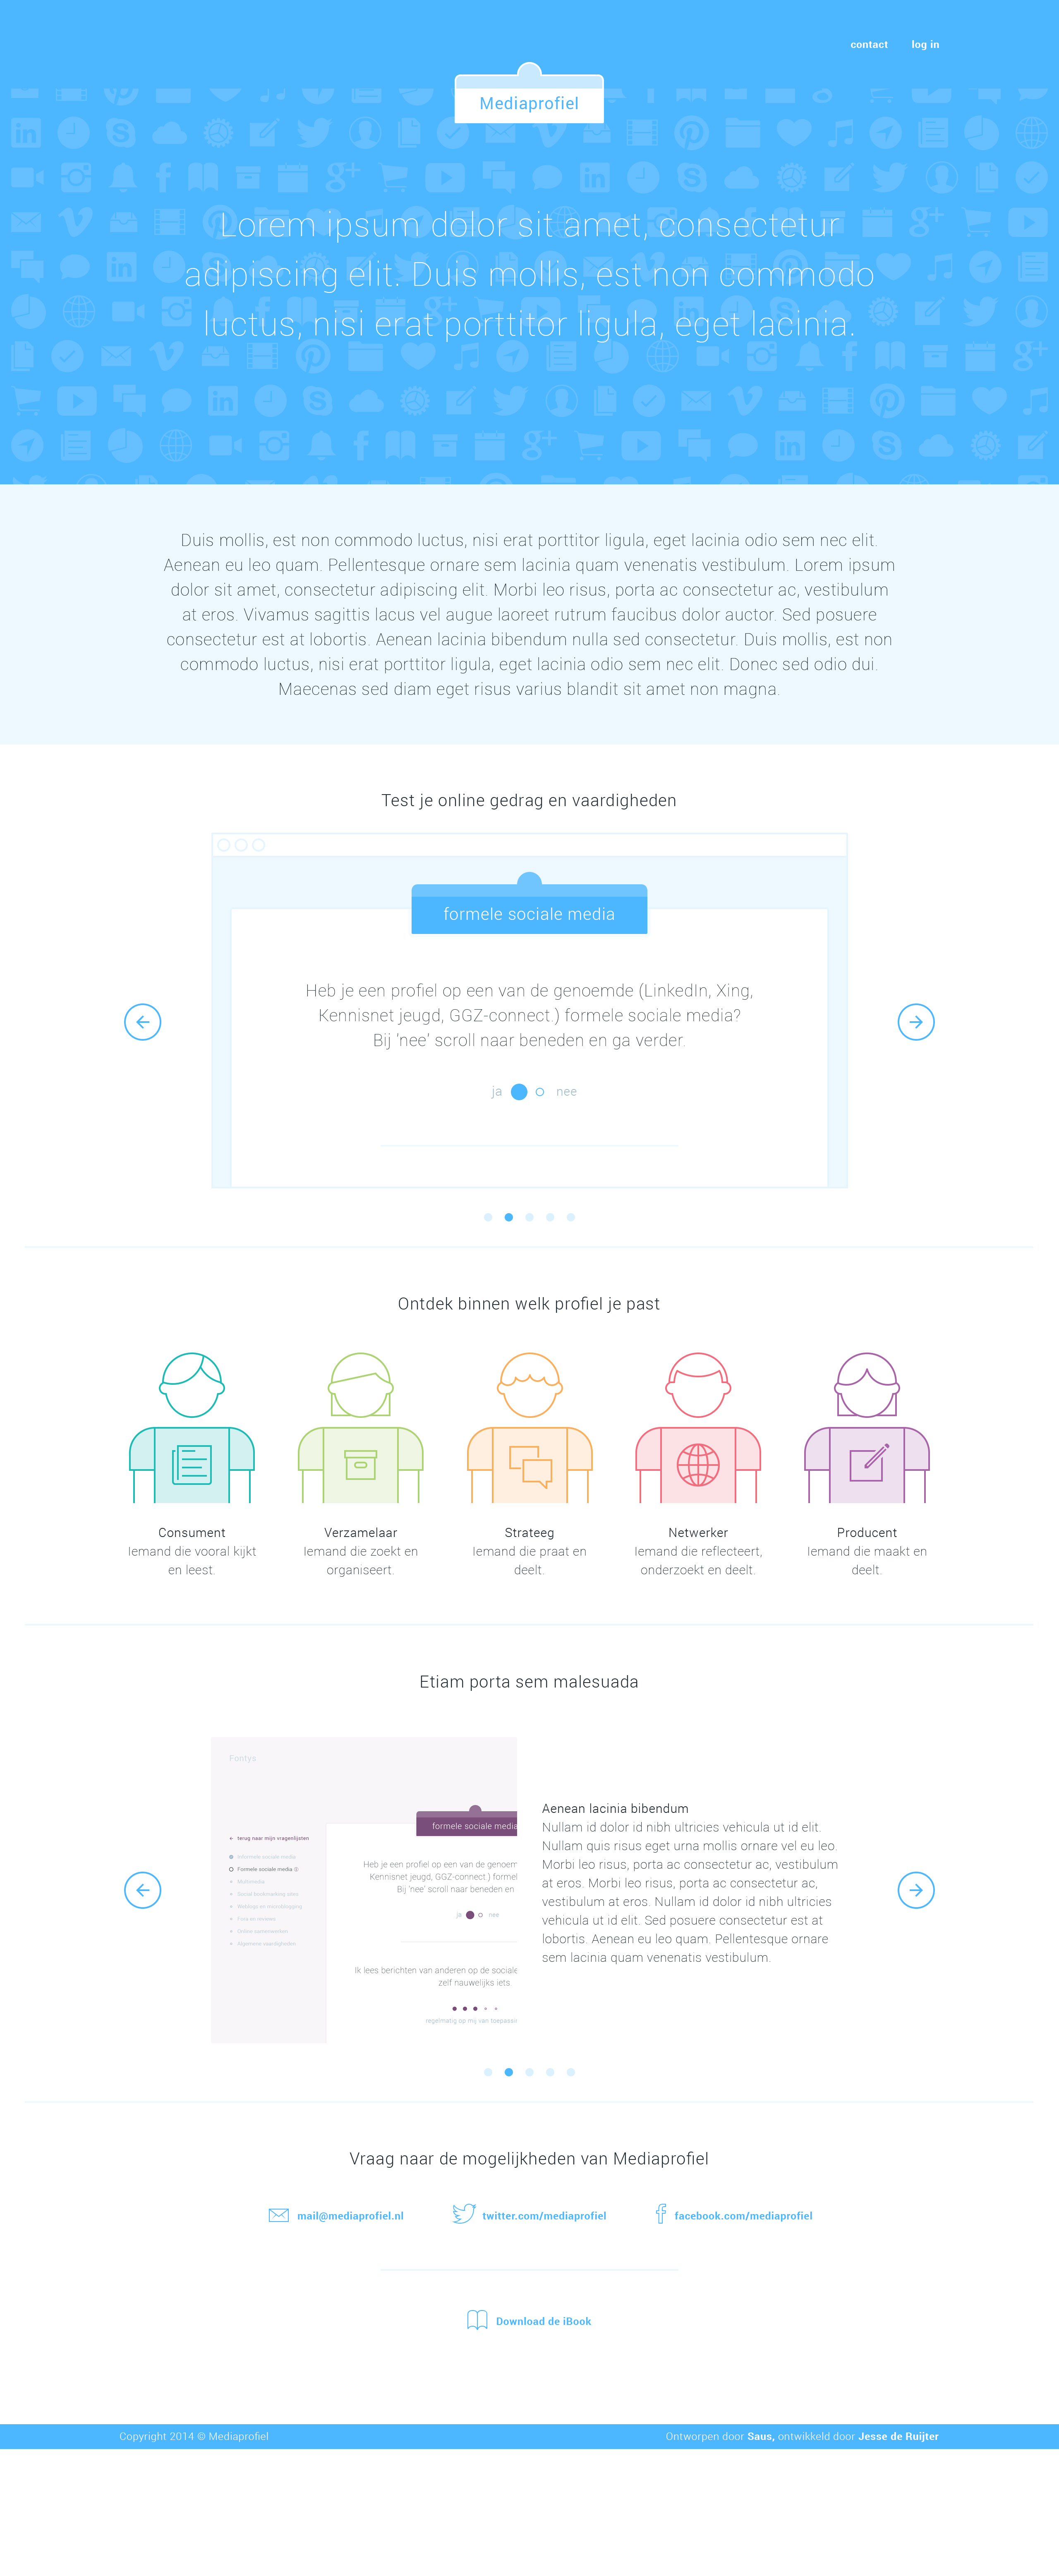 contact log in
Mediaprofiel
Lorem ipsum dolor sit amet, consectetur
adipiscing elit. Duis mollis, est non commodo
luctus, nisi erat porttitor ligula, eget lacinia.
Duis mollis, est non commodo luctus, nisi erat porttitor ligula, eget lacinia odio sem nec elit.
Aenean eu leo quam. Pellentesque ornare sem lacinia quam venenatis vestibulum. Lorem ipsum
dolor sit amet, consectetur adipiscing elit. Morbi leo risus, porta ac consectetur ac, vestibulum
at eros. Vivamus sagittis lacus vel augue laoreet rutrum faucibus dolor auctor. Sed posuere
consectetur est at lobortis. Aenean lacinia bibendum nulla sed consectetur. Duis mollis, est non
commodo luctus, nisi erat porttitor ligula, eget lacinia odio sem nec elit. Donec sed odio dui.
Maecenas sed diam eget risus varius blandit sit amet non magna.
Test je online gedrag en vaardigheden
formele sociale media
Heb je een profiel op een van de genoemde (LinkedIn, Xing,
Kennisnet jeugd, GGZ-connect.) formele sociale media?
Bij 'nee' scroll naar beneden en ga verder.
ja nee
Ontdek binnen welk profiel je past
Consument
Iemand die vooral kijkt
en leest.
Verzamelaar
Iemand die zoekt en
organiseert.
Strateeg
Iemand die praat en
deelt.
Netwerker
Iemand die reflecteert,
onderzoekt en deelt.
Producent
Iemand die maakt en
deelt.
Etiam porta sem malesuada
Fontys
terug naar mijn vragenlijsten
Informele sociale media
Formele sociale media
Multimedia
Social bookmarking sites
Weblogs en microblogging
Fora en reviews
Online samenwerken
Algemene vaardigheden
formele sociale media
Heb je een profiel op een van de genoem
Kennisnet jeugd, GGZ-connect.) formel
Bij 'nee' scroll naar beneden en
ja nee
Ik lees berichten van anderen op de sociale
zelf nauwelijks iets.
regelmatig op mij van toepassin
Aenean lacinia bibendum
Nullam id dolor id nibh ultricies vehicula ut id elit.
Nullam quis risus eget urna mollis ornare vel eu leo.
Morbi leo risus, porta ac consectetur ac, vestibulum
at eros. Morbi leo risus, porta ac consectetur ac,
vestibulum at eros. Nullam id dolor id nibh ultricies
vehicula ut id elit. Sed posuere consectetur est at
lobortis. Aenean eu leo quam. Pellentesque ornare
sem lacinia quam venenatis vestibulum.
Vraag naar de mogelijkheden van Mediaprofiel
mail@mediaprofiel.nl twitter.com/mediaprofiel facebook.com/mediaprofiel
Download de iBook
Copyright 2014 © Mediaprofiel Ontworpen door Saus, ontwikkeld door Jesse de Ruijter